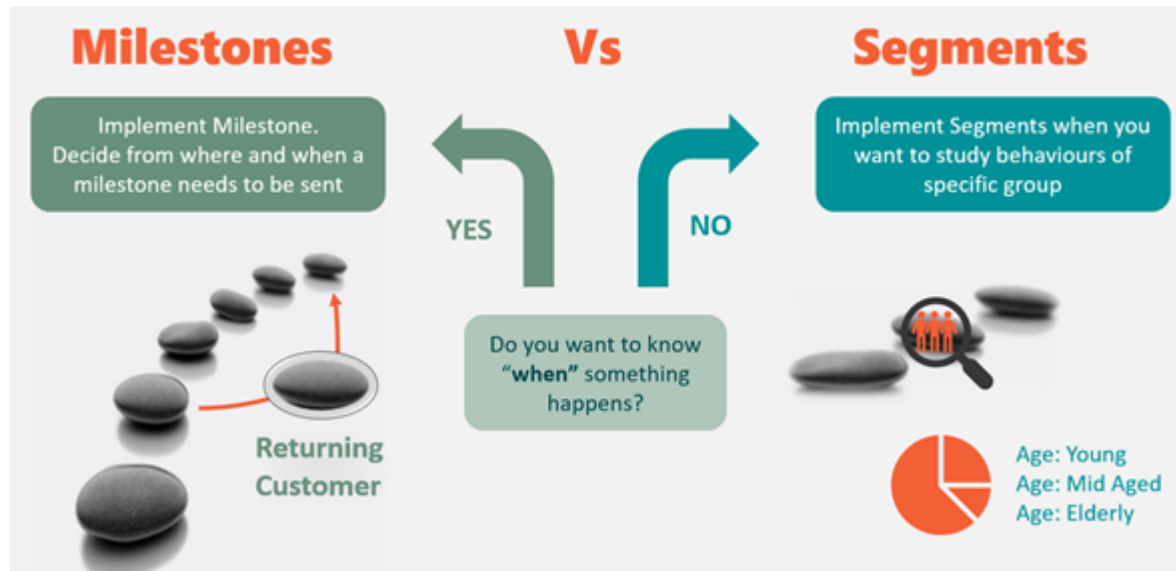 Milestones
Vs
Segments
Implement Milestone.
Decide from where and when a
milestone needs to be sent
Implement Segments when you
want to study behaviours of
specific group
YES
NO
Do you want to know
“when” something
happens?
Returning
Customer
Age: Young
Age: Mid Aged
Age: Elderly